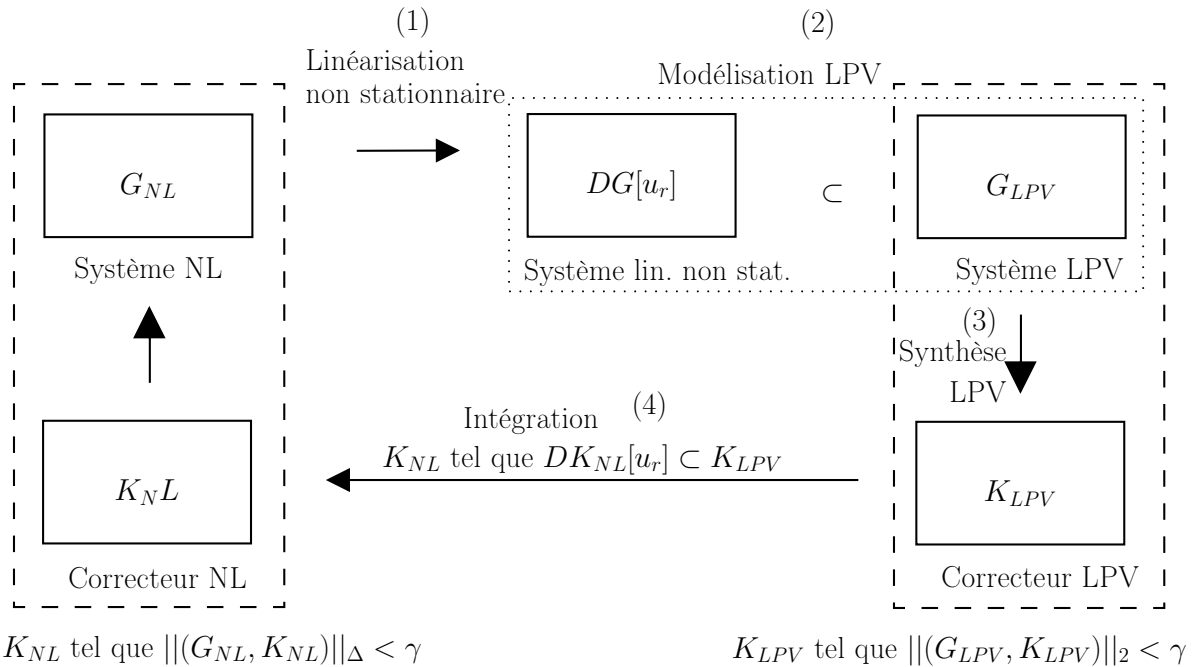 (1)
(2)
Linéarisation
non stationnaire
Modélisation LPV
G_{NL}
DG[u_r]
⊂
G_{LPV}
Système NL
Système lin. non stat.
Système LPV
(3)
Synthèse
LPV
Intégration
(4)
K_{NL} tel que DK_{NL}[u_r] ⊂ K_{LPV}
K_NL
K_{LPV}
Correcteur NL
Correcteur LPV
K_{NL} tel que ||(G_{NL}, K_{NL})||_Δ < γ
K_{LPV} tel que ||(G_{LPV}, K_{LPV})||_2 < γ